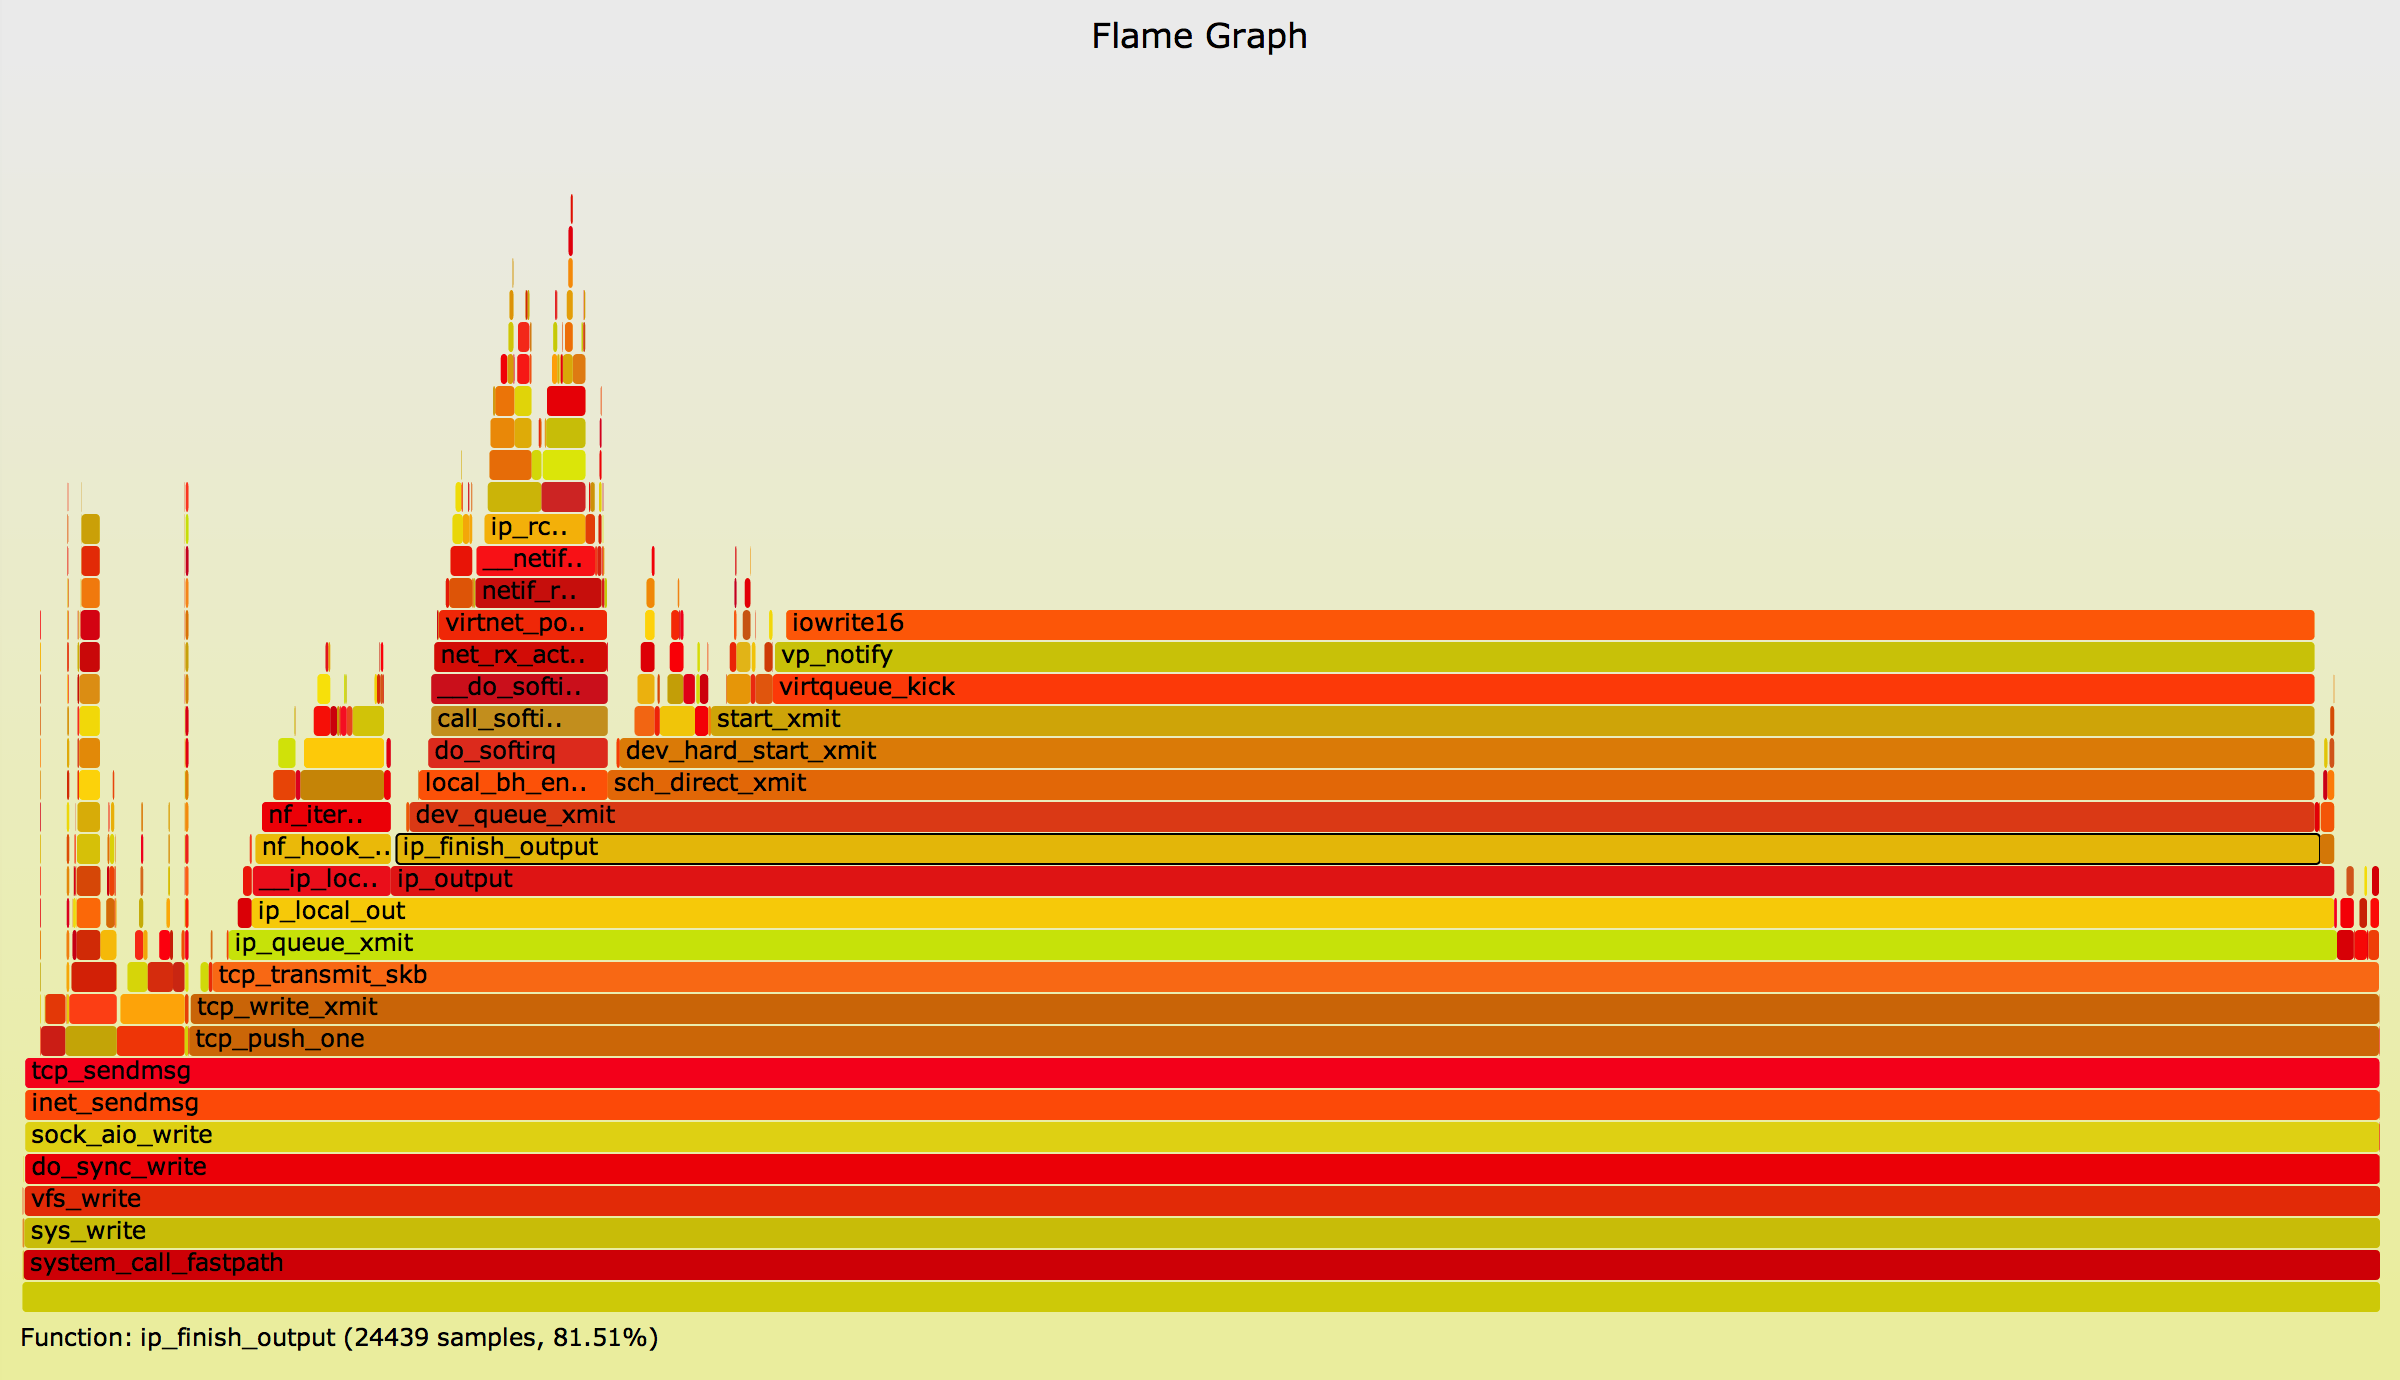 Flame Graph
ip_rc..
__netif..
netif_r..
virtnet_po.. iowrite16
net_rx_act.. vp_notify
__do_softi.. virtqueue_kick
call_softi.. start_xmit
do_softirq dev_hard_start_xmit
local_bh_en.. sch_direct_xmit
nf_iter.. dev_queue_xmit
nf_hook_.. ip_finish_output
__ip_loc.. ip_output
ip_local_out
ip_queue_xmit
tcp_transmit_skb
tcp_write_xmit
tcp_push_one
tcp_sendmsg
inet_sendmsg
sock_aio_write
do_sync_write
vfs_write
sys_write
system_call_fastpath
Function: ip_finish_output (24439 samples, 81.51%)